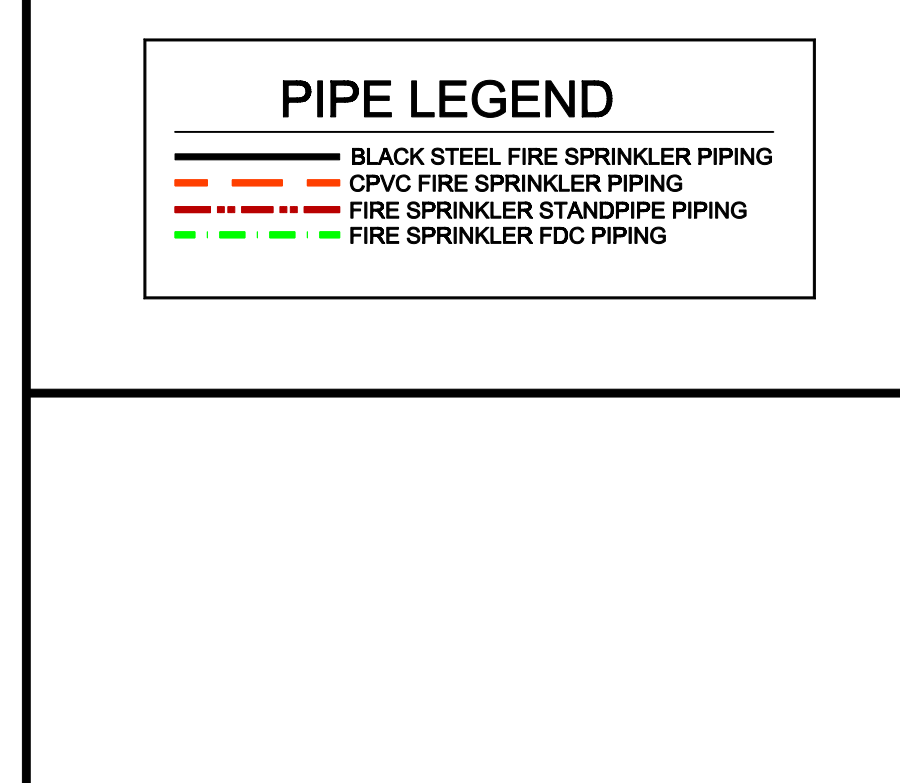 PIPE LEGEND
BLACK STEEL FIRE SPRINKLER PIPING
CPVC FIRE SPRINKLER PIPING
FIRE SPRINKLER STANDPIPE PIPING
FIRE SPRINKLER FDC PIPING